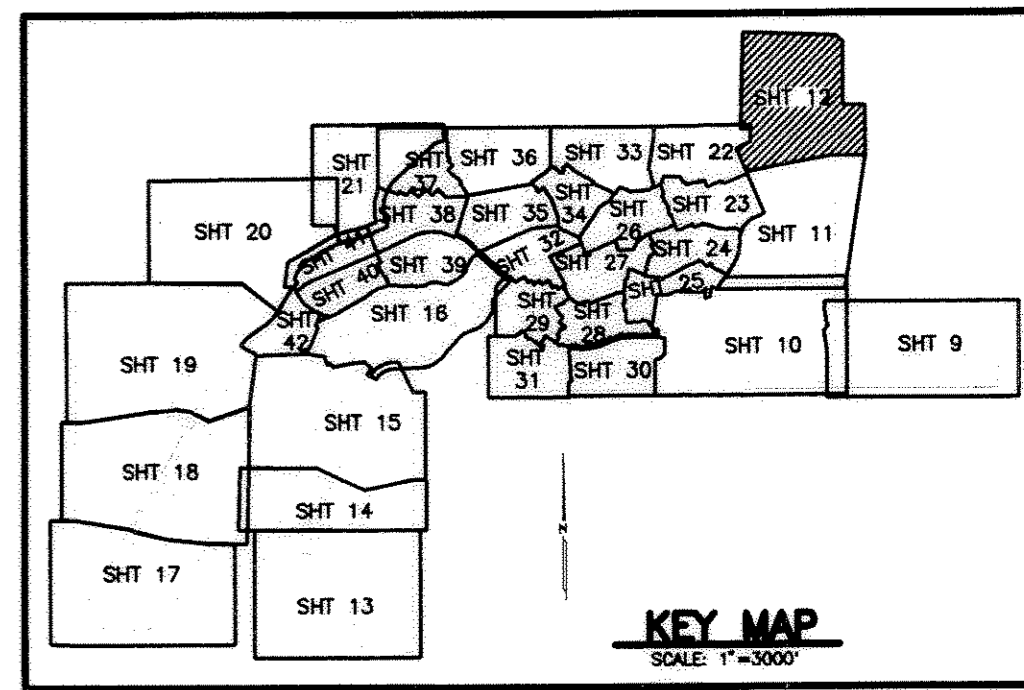 SHT 12
SHT 21
SHT 37
SHT 36
SHT 33
SHT 22
SHT 20
SHT 38
SHT 35
SHT 34
SHT 26
SHT 23
SHT 11
SHT 41
SHT 40
SHT 39
SHT 32
SHT 27
SHT 24
SHT 25
SHT 19
SHT 42
SHT 16
SHT 29
SHT 28
SHT
SHT 10
SHT 9
SHT 31
SHT 30
SHT 15
SHT 18
SHT 14
SHT 17
SHT 13
N
KEY MAP
SCALE: 1"=3000'